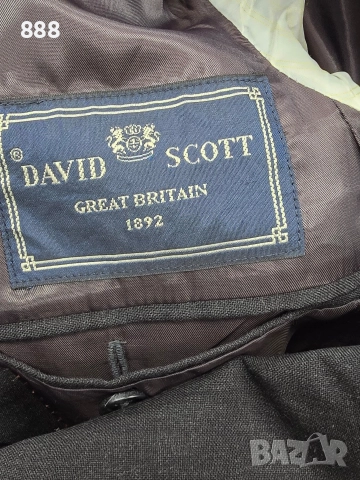 888
® DAVID SCOTT
GREAT BRITAIN
1892
BAZAR